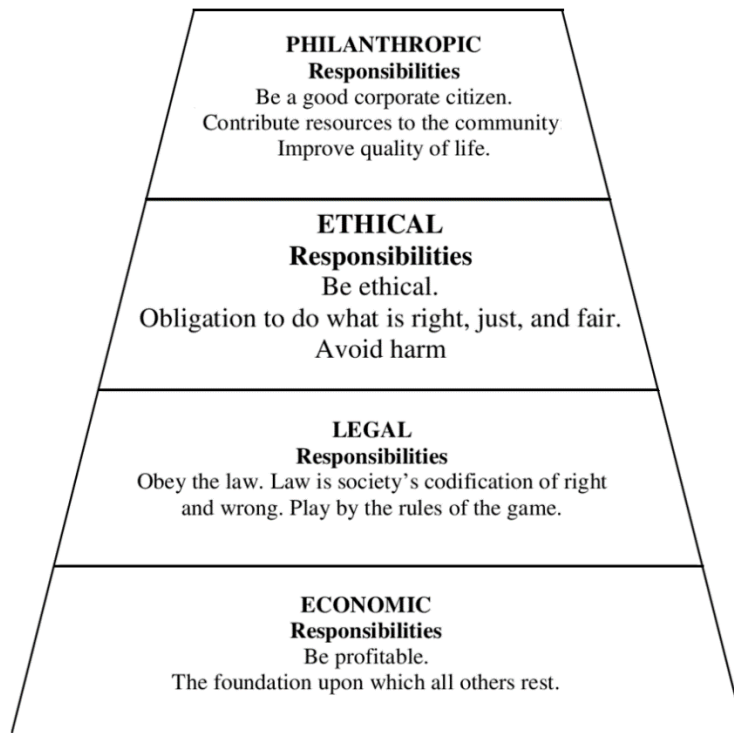 PHILANTHROPIC
Responsibilities
Be a good corporate citizen.
Contribute resources to the community
Improve quality of life.
ETHICAL
Responsibilities
Be ethical.
Obligation to do what is right, just, and fair.
Avoid harm
LEGAL
Responsibilities
Obey the law. Law is society’s codification of right
and wrong. Play by the rules of the game.
ECONOMIC
Responsibilities
Be profitable.
The foundation upon which all others rest.